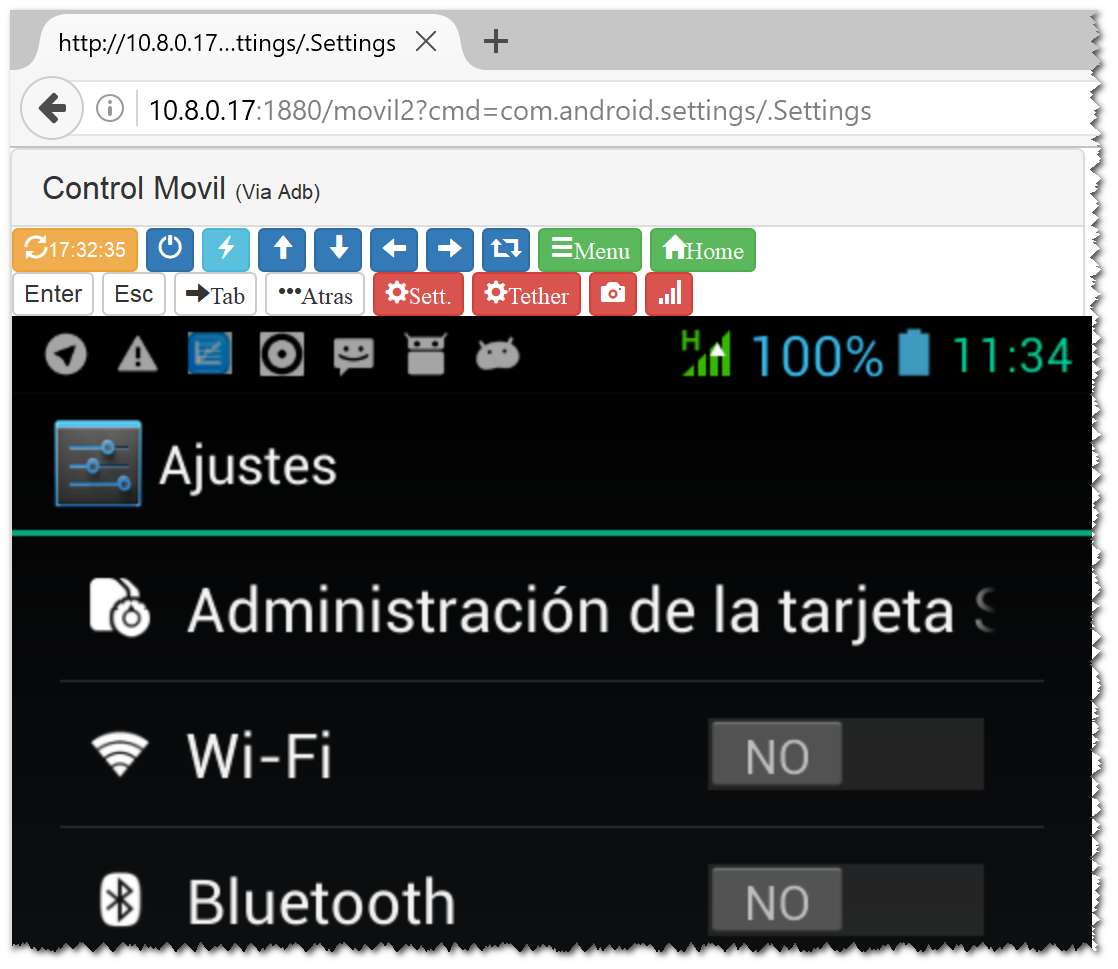 http://10.8.0.17...ttings/.Settings
10.8.0.17:1880/movil2?cmd=com.android.settings/.Settings
Control Movil (Via Adb)
17:32:35 Menu Home
Enter Esc Tab Atras Sett. Tether
H 100% 11:34
Ajustes
Administración de la tarjeta S
Wi-Fi NO
Bluetooth NO